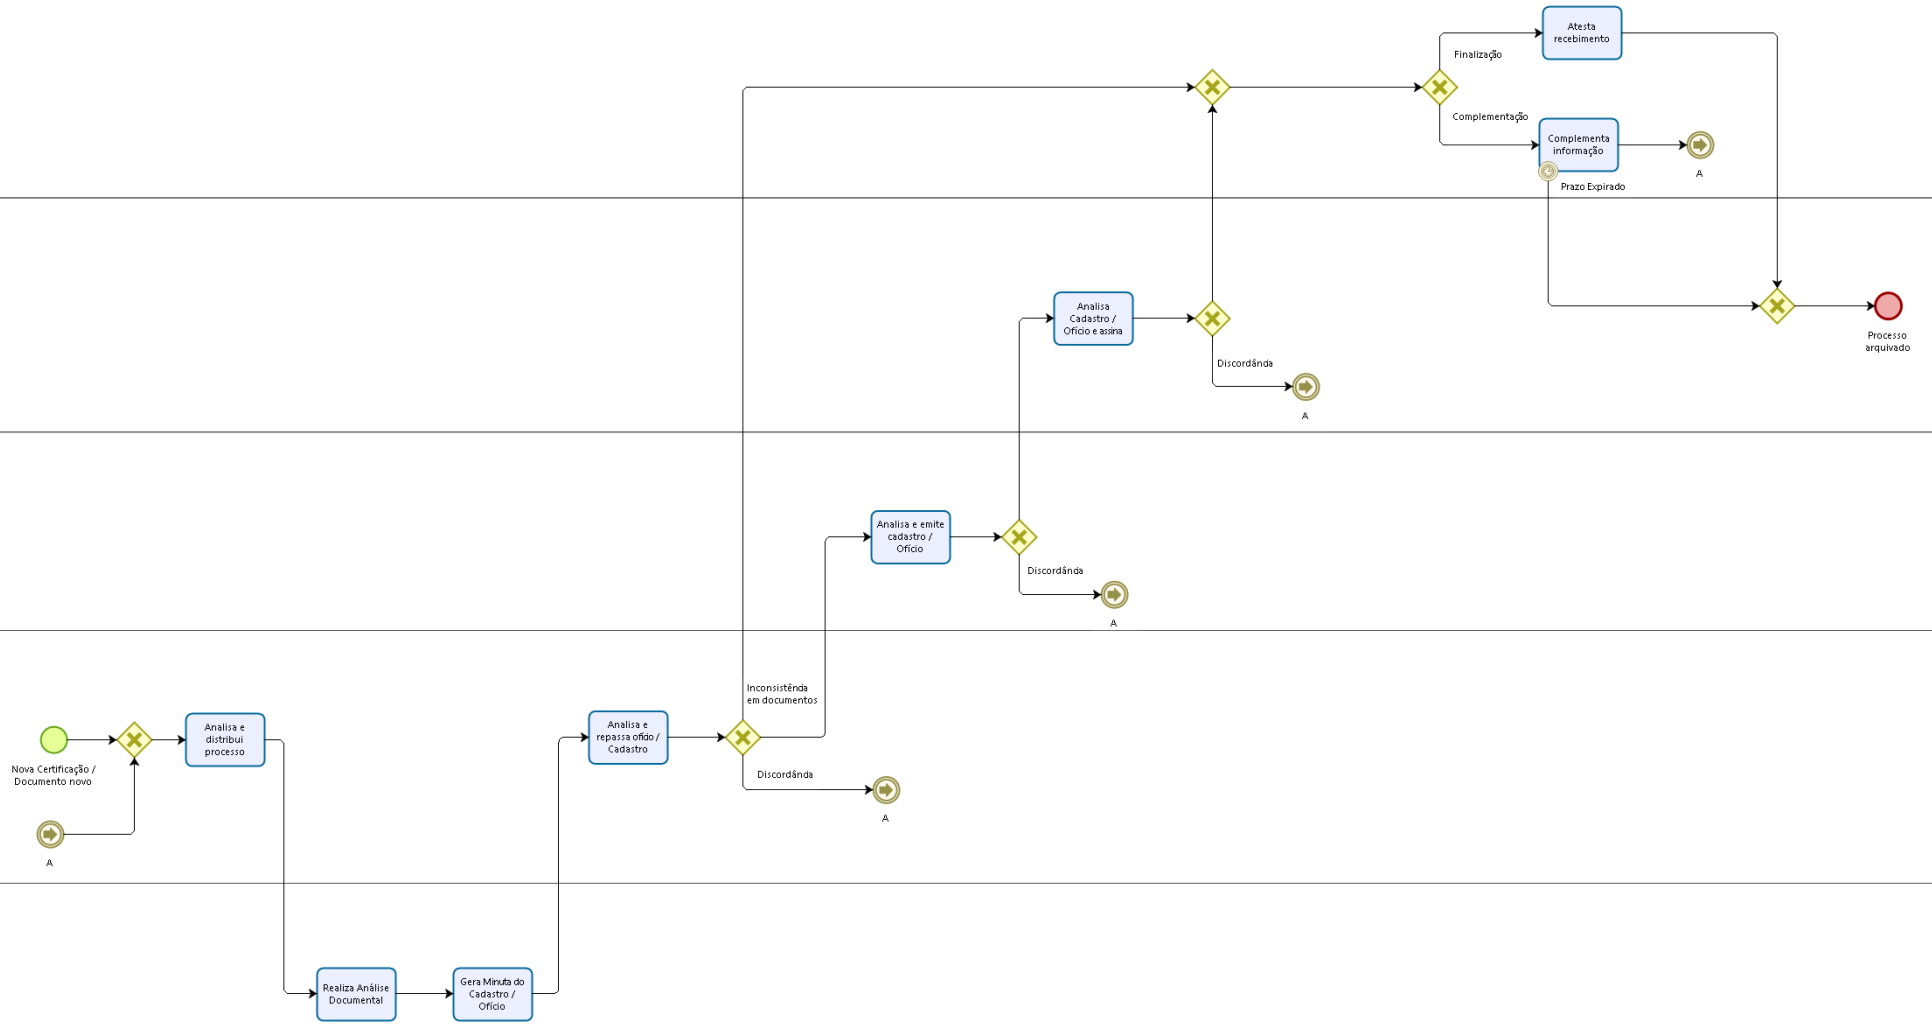 Atesta
recebimento
Finalização
Complementação
Complementa
informação
A
Prazo Expirado
Analisa
Cadastro /
Ofício e assina
Discordância
A
Processo
arquivado
Analisa e emite
cadastro /
Ofício
Discordância
A
Inconsistência
em documentos
Analisa e
distribui
processo
Analisa e
repassa ofício /
Cadastro
Nova Certificação /
Documento novo
Discordância
A
A
Realiza Análise
Documental
Gera Minuta do
Cadastro /
Ofício